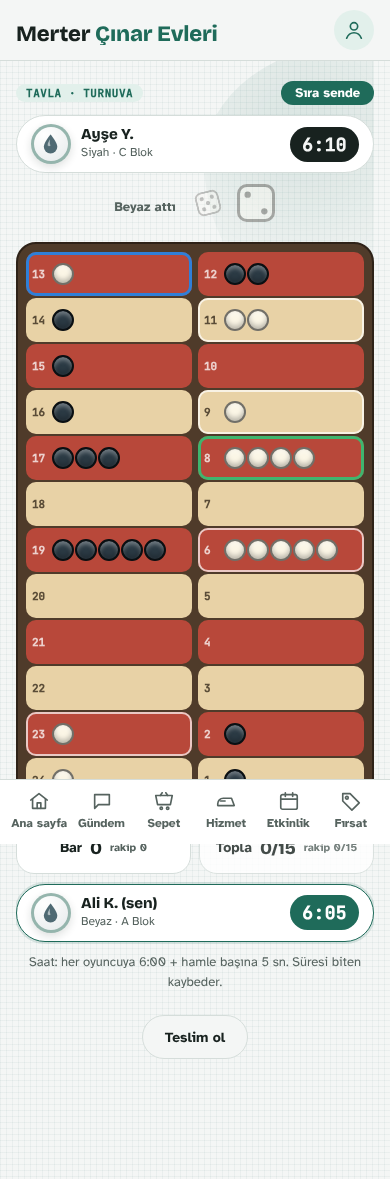 Merter Çınar Evleri
TAVLA · TURNUVA
Sıra sende
Ayşe Y.
Siyah · C Blok
6:10
Beyaz attı
13 12
14 11
15 10
16 9
17 8
18 7
19 6
20 5
21 4
22 3
23 2
24 1
Ana sayfa Gündem Sepet Hizmet Etkinlik Fırsat
Bar 0 rakip 0
Topla 0/15 rakip 0/15
Ali K. (sen)
Beyaz · A Blok
6:05
Saat: her oyuncuya 6:00 + hamle başına 5 sn. Süresi biten
kaybeder.
Teslim ol